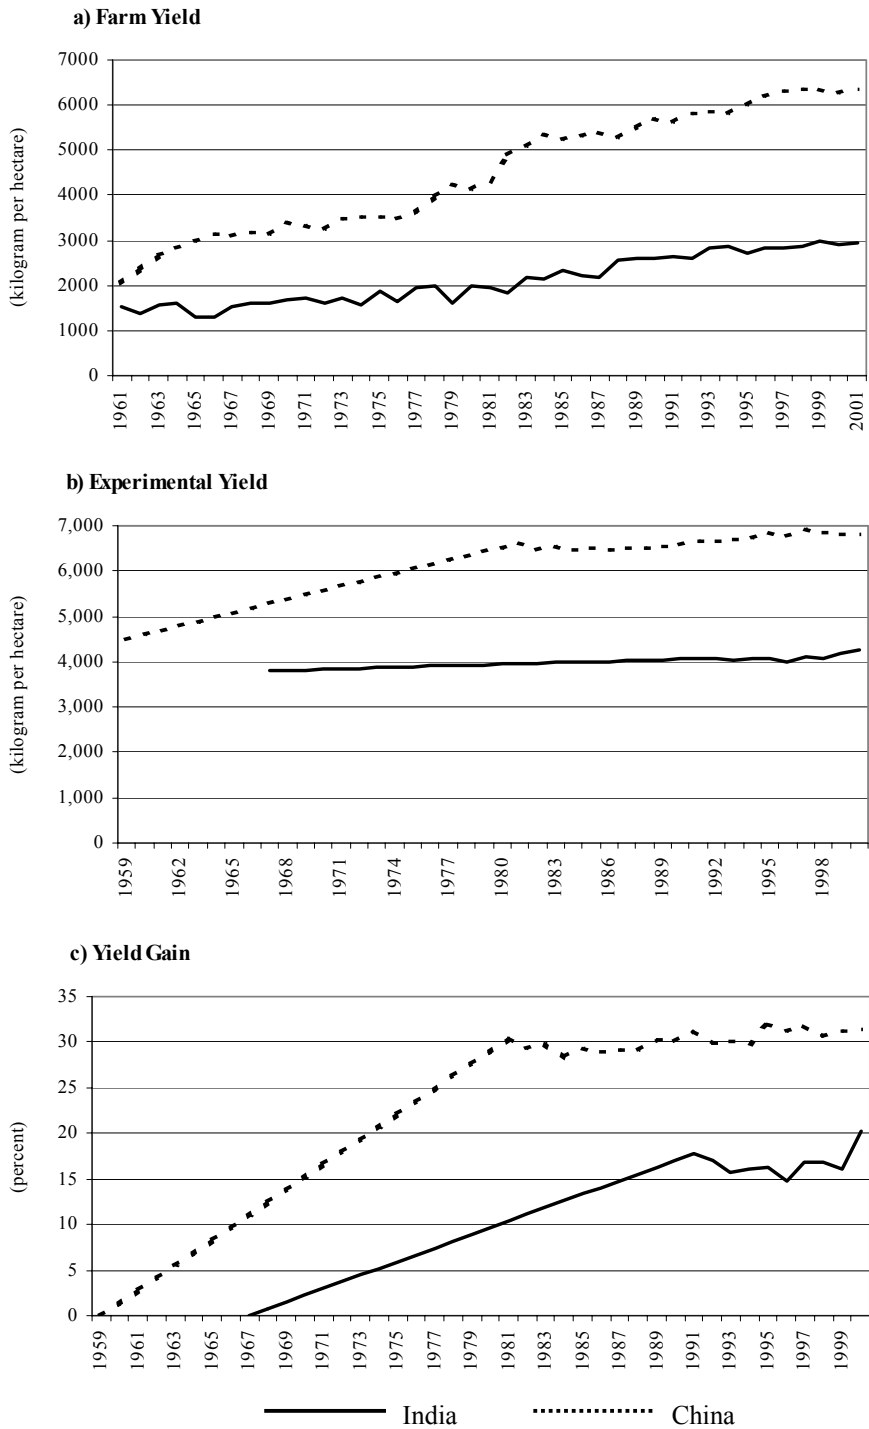 a) Farm Yield
7000
6000
5000
4000
3000
2000
1000
0
(kilogram per hectare)
1961 1963 1965 1967 1969 1971 1973 1975 1977 1979 1981 1983 1985 1987 1989 1991 1993 1995 1997 1999 2001
b) Experimental Yield
7,000
6,000
5,000
4,000
3,000
2,000
1,000
0
(kilogram per hectare)
1959 1962 1965 1968 1971 1974 1977 1980 1983 1986 1989 1992 1995 1998
c) Yield Gain
35
30
25
20
15
10
5
0
(percent)
1959 1961 1963 1965 1967 1969 1971 1973 1975 1977 1979 1981 1983 1985 1987 1989 1991 1993 1995 1997 1999
India China